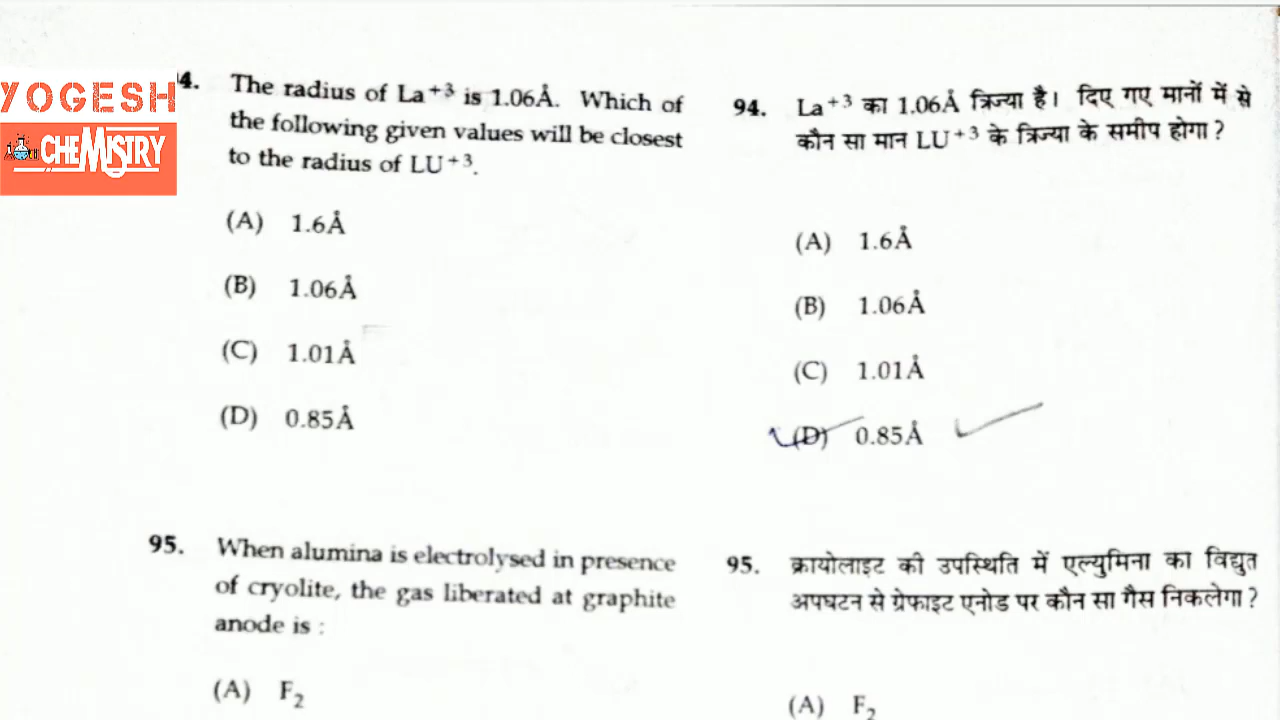 YOGESH
CHEMISTRY
4. The radius of La⁺³ is 1.06Å. Which of
the following given values will be closest
to the radius of LU⁺³.
(A) 1.6Å
(B) 1.06Å
(C) 1.01Å
(D) 0.85Å
95. When alumina is electrolysed in presence
of cryolite, the gas liberated at graphite
anode is :
(A) F₂
94. La⁺³ का 1.06Å त्रिज्या है। दिए गए मानों में से
कौन सा मान LU⁺³ के त्रिज्या के समीप होगा ?
(A) 1.6Å
(B) 1.06Å
(C) 1.01Å
(D) 0.85Å
95. क्रायोलाइट की उपस्थिति में एल्युमिना का विद्युत
अपघटन से ग्रेफाइट एनोड पर कौन सा गैस निकलेगा ?
(A) F₂